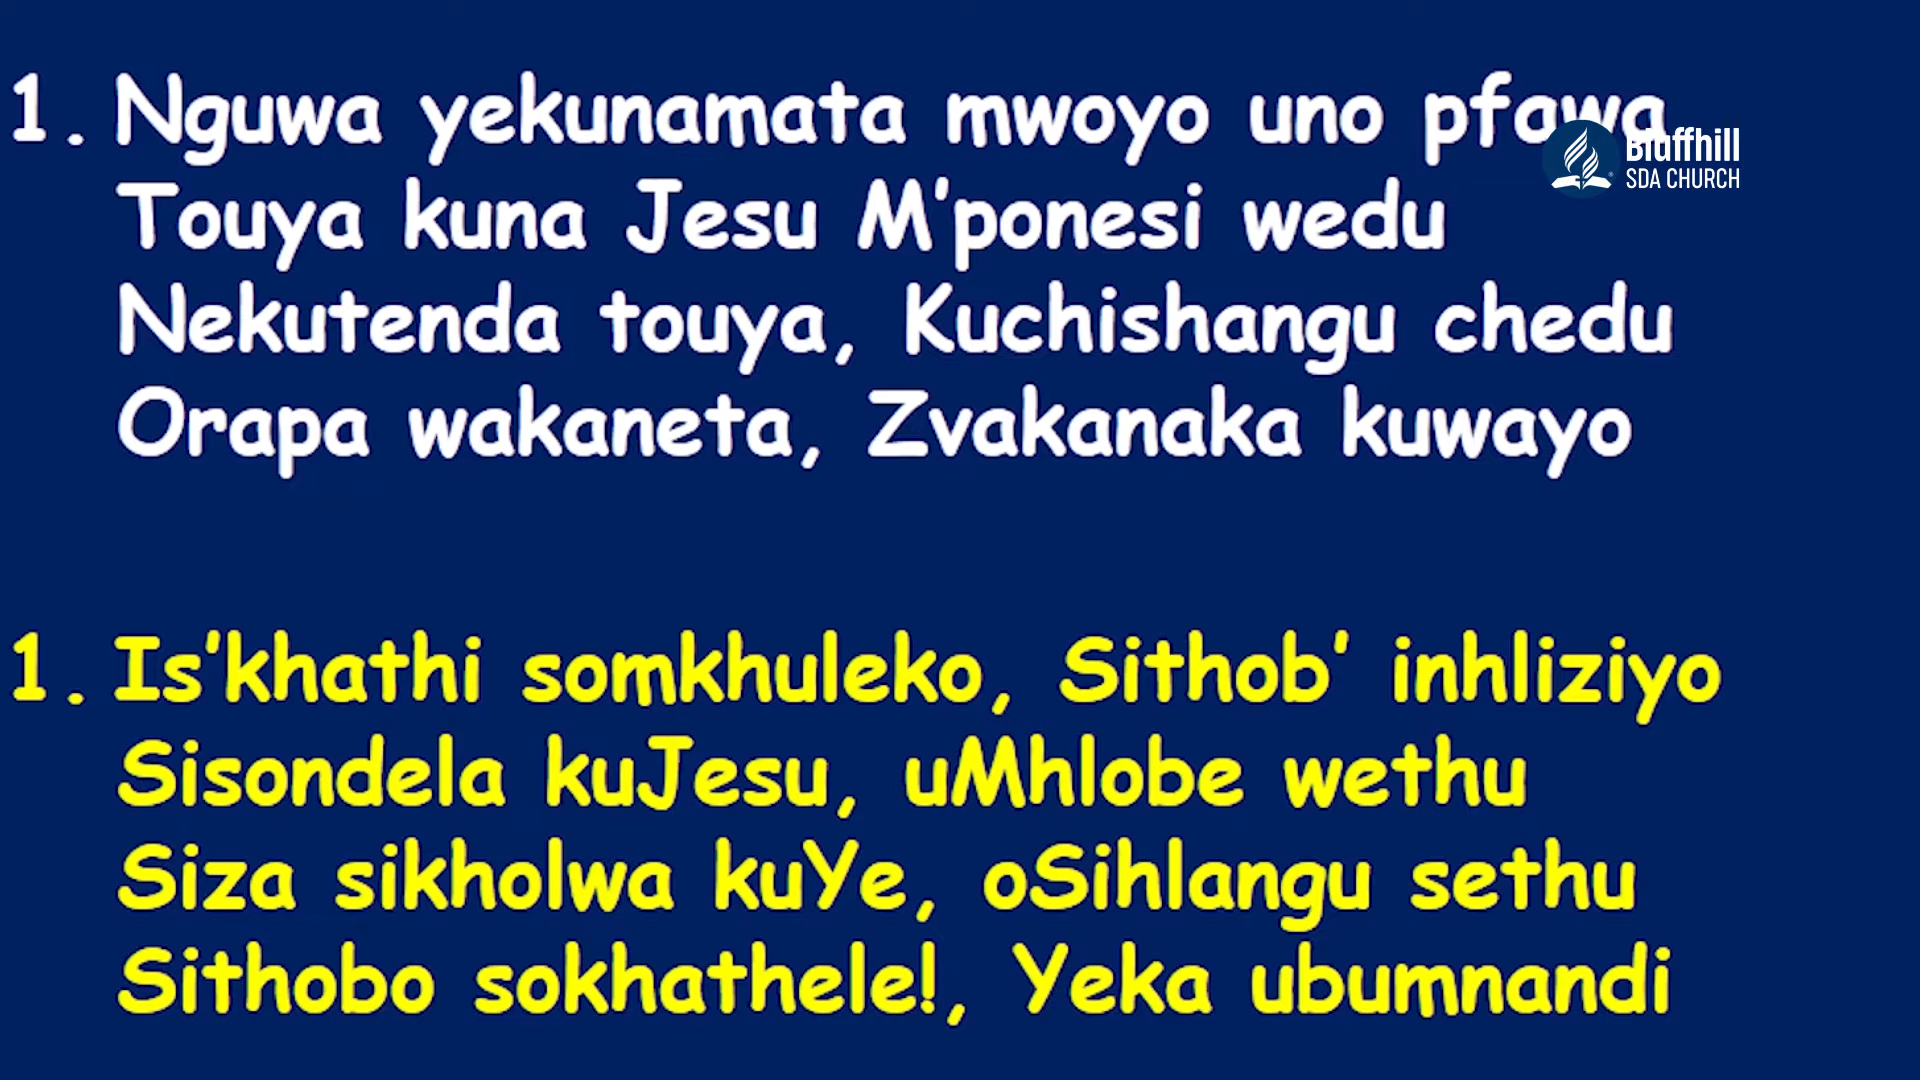 1. Nguwa yekunamata mwoyo uno pfawa
Bluffhill
SDA CHURCH
Touya kuna Jesu M'ponesi wedu
Nekutenda touya, Kuchishangu chedu
Orapa wakaneta, Zvakanaka kuwayo
1. Is'khathi somkhuleko, Sithob' inhliziyo
Sisondela kuJesu, uMhlobe wethu
Siza sikholwa kuYe, oSihlangu sethu
Sithobo sokhathele!, Yeka ubumnandi